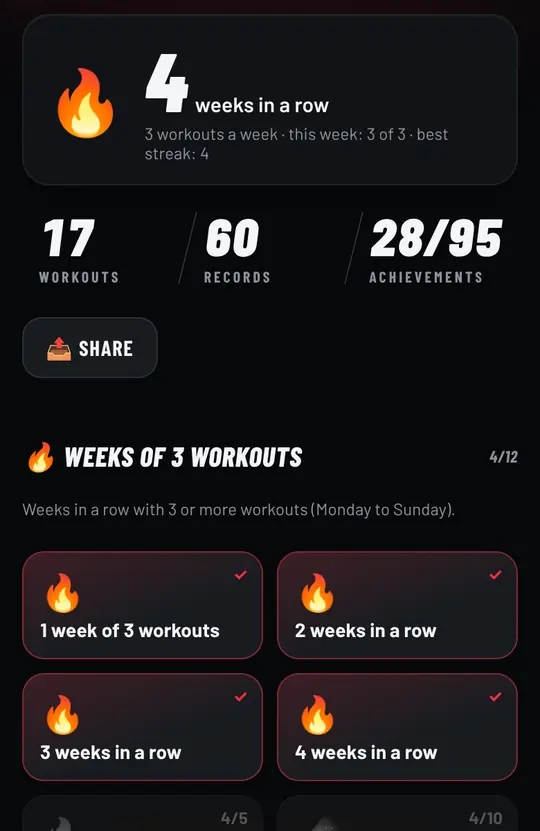 4 weeks in a row
3 workouts a week · this week: 3 of 3 · best
streak: 4
17
WORKOUTS
60
RECORDS
28/95
ACHIEVEMENTS
SHARE
WEEKS OF 3 WORKOUTS
4/12
Weeks in a row with 3 or more workouts (Monday to Sunday).
1 week of 3 workouts
2 weeks in a row
3 weeks in a row
4 weeks in a row
4/5
4/10